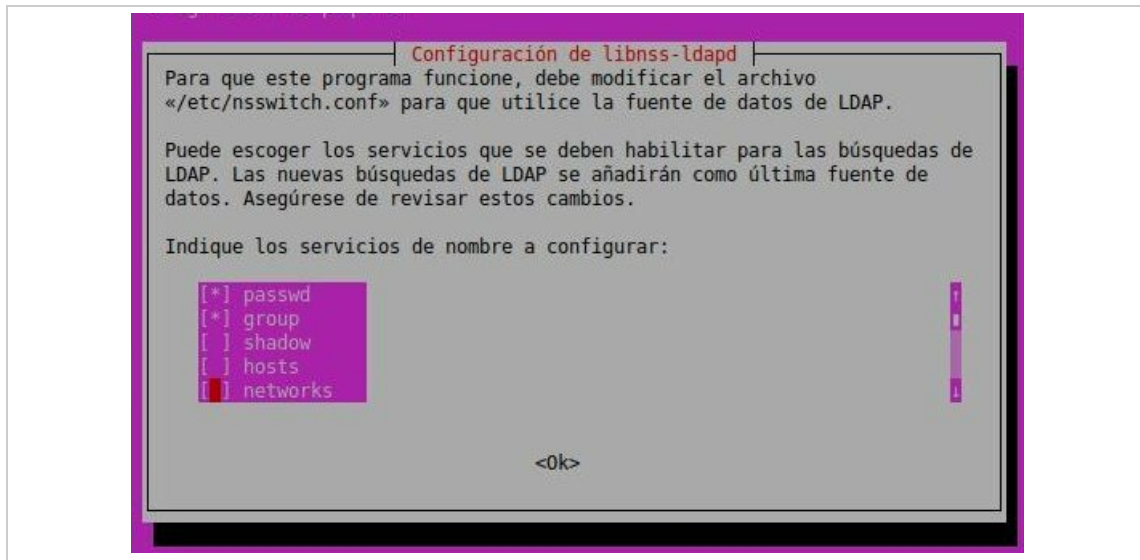 Configuración de libnss-ldapd
Para que este programa funcione, debe modificar el archivo
«/etc/nsswitch.conf» para que utilice la fuente de datos de LDAP.
Puede escoger los servicios que se deben habilitar para las búsquedas de
LDAP. Las nuevas búsquedas de LDAP se añadirán como última fuente de
datos. Asegúrese de revisar estos cambios.
Indique los servicios de nombre a configurar:
[*] passwd
[*] group
[ ] shadow
[ ] hosts
[ ] networks
<Ok>